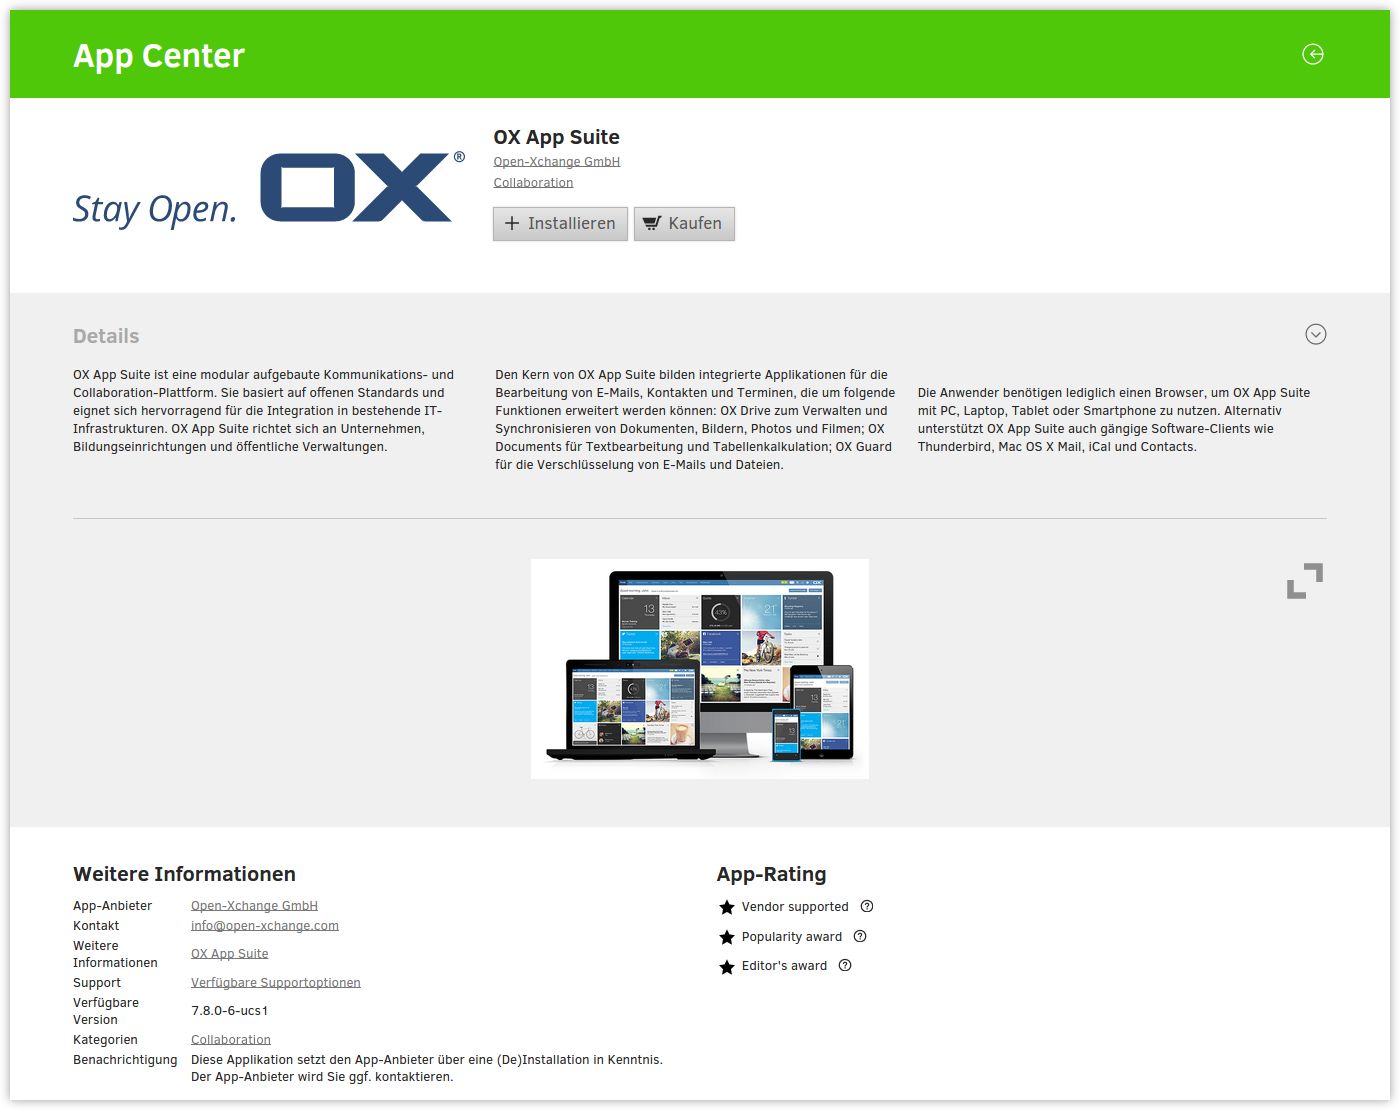 App Center
Stay Open. OX®
OX App Suite
Open-Xchange GmbH
Collaboration
Installieren
Kaufen
Details
OX App Suite ist eine modular aufgebaute Kommunikations- und
Collaboration-Plattform. Sie basiert auf offenen Standards und
eignet sich hervorragend für die Integration in bestehende IT-
Infrastrukturen. OX App Suite richtet sich an Unternehmen,
Bildungseinrichtungen und öffentliche Verwaltungen.
Den Kern von OX App Suite bilden integrierte Applikationen für die
Bearbeitung von E-Mails, Kontakten und Terminen, die um folgende
Funktionen erweitert werden können: OX Drive zum Verwalten und
Synchronisieren von Dokumenten, Bildern, Photos und Filmen; OX
Documents für Textbearbeitung und Tabellenkalkulation; OX Guard
für die Verschlüsselung von E-Mails und Dateien.
Die Anwender benötigen lediglich einen Browser, um OX App Suite
mit PC, Laptop, Tablet oder Smartphone zu nutzen. Alternativ
unterstützt OX App Suite auch gängige Software-Clients wie
Thunderbird, Mac OS X Mail, iCal und Contacts.
Weitere Informationen
App-Anbieter Open-Xchange GmbH
Kontakt info@open-xchange.com
Weitere
Informationen OX App Suite
Support Verfügbare Supportoptionen
Verfügbare
Version 7.8.0-6-ucs1
Kategorien Collaboration
Benachrichtigung Diese Applikation setzt den App-Anbieter über eine (De)Installation in Kenntnis.
Der App-Anbieter wird Sie ggf. kontaktieren.
App-Rating
Vendor supported
Popularity award
Editor's award